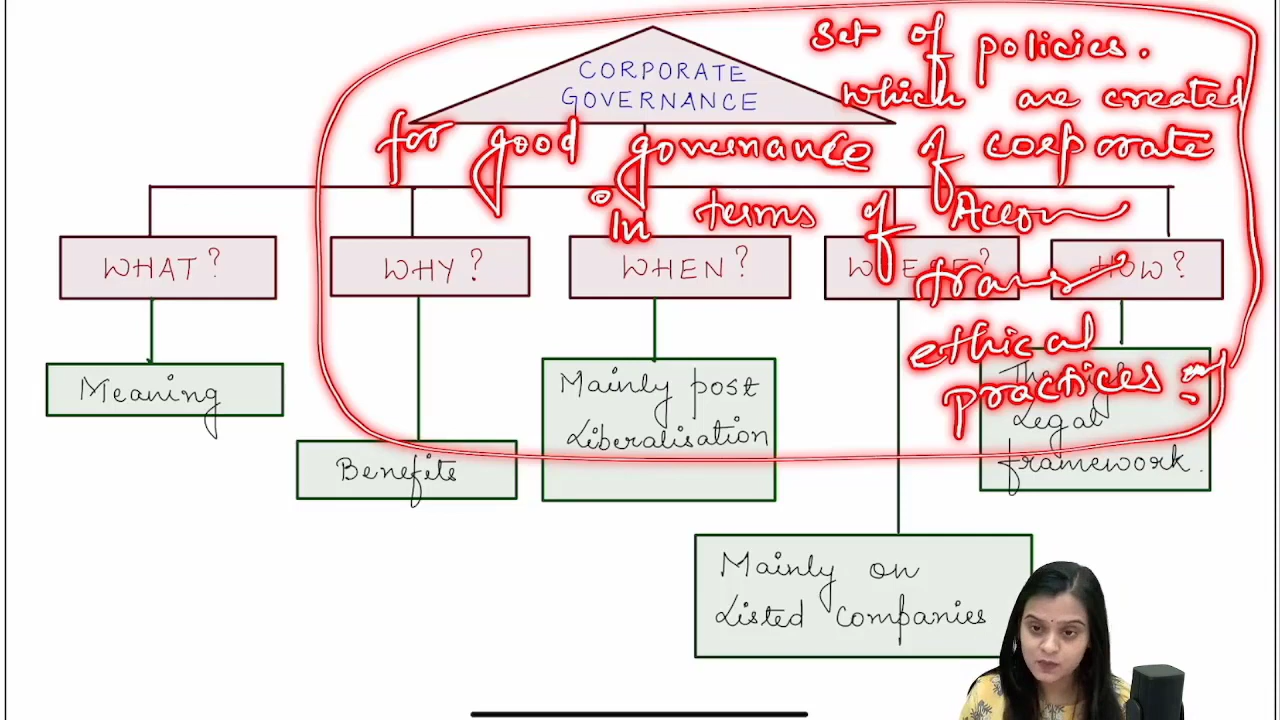 CORPORATE
GOVERNANCE
set of policies.
which are created
for good governance of corporate
in terms of Accou
trans
ethical
practices
WHAT?
WHY?
WHEN?
HOW?
Meaning
Benefits
Mainly post
Liberalisation
Mainly on
Listed companies
Legal
framework.